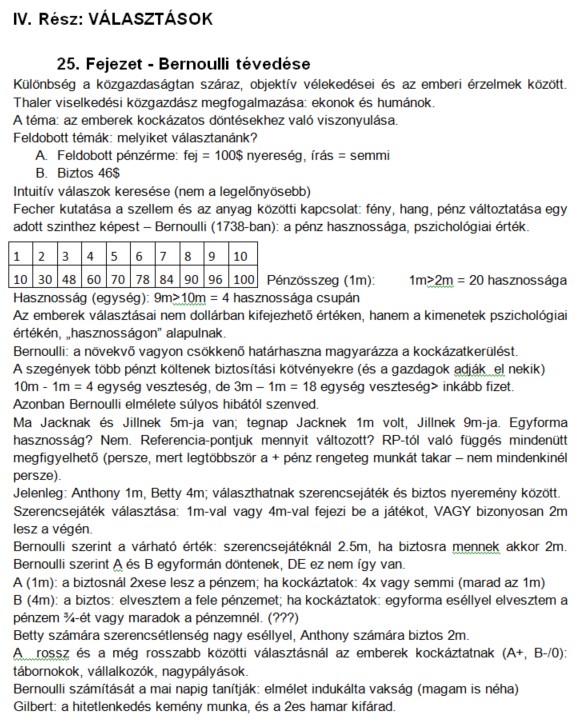 IV. Rész: VÁLASZTÁSOK
25. Fejezet - Bernoulli tévedése
Különbség a közgazdaságtan száraz, objektív vélekedései és az emberi érzelmek között.
Thaler viselkedési közgazdász megfogalmazása: ekonok és humánok.
A téma: az emberek kockázatos döntésekhez való viszonyulása.
Feldobott témák: melyiket választanánk?
A. Feldobott pénzérme: fej = 100$ nyereség, írás = semmi
B. Biztos 46$
Intuitív válaszok keresése (nem a legelőnyösebb)
Fecher kutatása a szellem és az anyag közötti kapcsolat: fény, hang, pénz változtatása egy
adott szinthez képest – Bernoulli (1738-ban): a pénz hasznossága, pszichológiai érték.
1 2 3 4 5 6 7 8 9 10
10 30 48 60 70 78 84 90 96 100 Pénzösszeg (1m): 1m>2m = 20 hasznossága
Hasznosság (egység): 9m>10m = 4 hasznossága csupán
Az emberek választásai nem dollárban kifejezhető értéken, hanem a kimenetek pszichológiai
értékén, „hasznosságon” alapulnak.
Bernoulli: a növekvő vagyon csökkenő határhaszna magyarázza a kockázatkerülést.
A szegények több pénzt költenek biztosítási kötvényekre (és a gazdagok adják el nekik)
10m - 1m = 4 egység veszteség, de 3m – 1m = 18 egység veszteség> inkább fizet.
Azonban Bernoulli elmélete súlyos hibától szenved.
Ma Jacknak és Jillnek 5m-ja van; tegnap Jacknek 1m volt, Jillnek 9m-ja. Egyforma
hasznosság? Nem. Referencia-pontjuk mennyit változott? RP-tól való függés mindenütt
megfigyelhető (persze, mert legtöbbször a + pénz rengeteg munkát takar – nem mindenkinél
persze).
Jelenleg: Anthony 1m, Betty 4m; választhatnak szerencsejáték és biztos nyeremény között.
Szerencsejáték választása: 1m-val vagy 4m-val fejezi be a játékot, VAGY bizonyosan 2m
lesz a végén.
Bernoulli szerint a várható érték: szerencsejátéknál 2.5m, ha biztosra mennek akkor 2m.
Bernoulli szerint A és B egyformán döntenek, DE ez nem így van.
A (1m): a biztosnál 2xese lesz a pénzem; ha kockáztatok: 4x vagy semmi (marad az 1m)
B (4m): a biztos: elvesztem a fele pénzemet; ha kockáztatok: egyforma eséllyel elvesztem a
pénzem ¾-ét vagy maradok a pénzemnél. (???)
Betty számára szerencsétlenség nagy eséllyel, Anthony számára biztos 2m.
A rossz és a még rosszabb közötti választásnál az emberek kockáztatnak (A+, B-/0):
tábornokok, vállalkozók, nagypályások.
Bernoulli számítását a mai napig tanítják: elmélet indukálta vakság (magam is néha)
Gilbert: a hitetlenkedés kemény munka, és a 2es hamar kifárad.